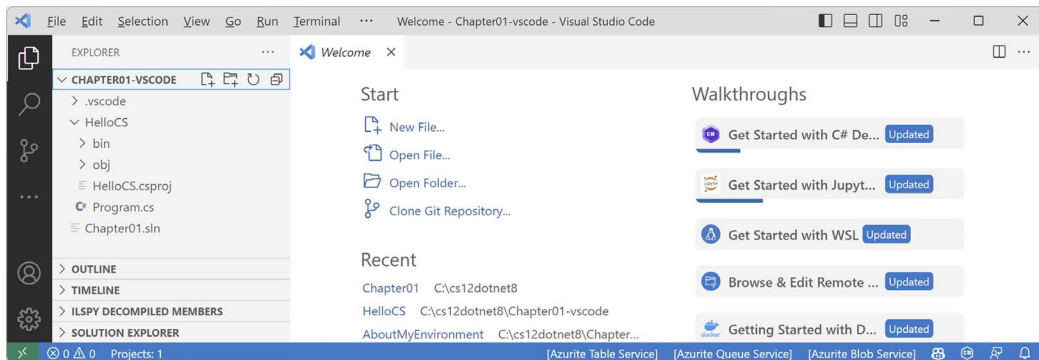 File Edit Selection View Go Run Terminal ··· Welcome - Chapter01-vscode - Visual Studio Code
EXPLORER ···
CHAPTER01-VSCODE
.vscode
HelloCS
bin
obj
HelloCS.csproj
C# Program.cs
Chapter01.sln
OUTLINE
TIMELINE
ILSPY DECOMPILED MEMBERS
SOLUTION EXPLORER
Welcome
Start
New File...
Open File...
Open Folder...
Clone Git Repository...
Recent
Chapter01 C:\cs12dotnet8
HelloCS C:\cs12dotnet8\Chapter01-vscode
AboutMyEnvironment C:\cs12dotnet8\Chapter...
Walkthroughs
Get Started with C# De... Updated
Get Started with Jupyt... Updated
Get Started with WSL Updated
Browse & Edit Remote ... Updated
Getting Started with D... Updated
0 0 Projects: 1 [Azurite Table Service] [Azurite Queue Service] [Azurite Blob Service]